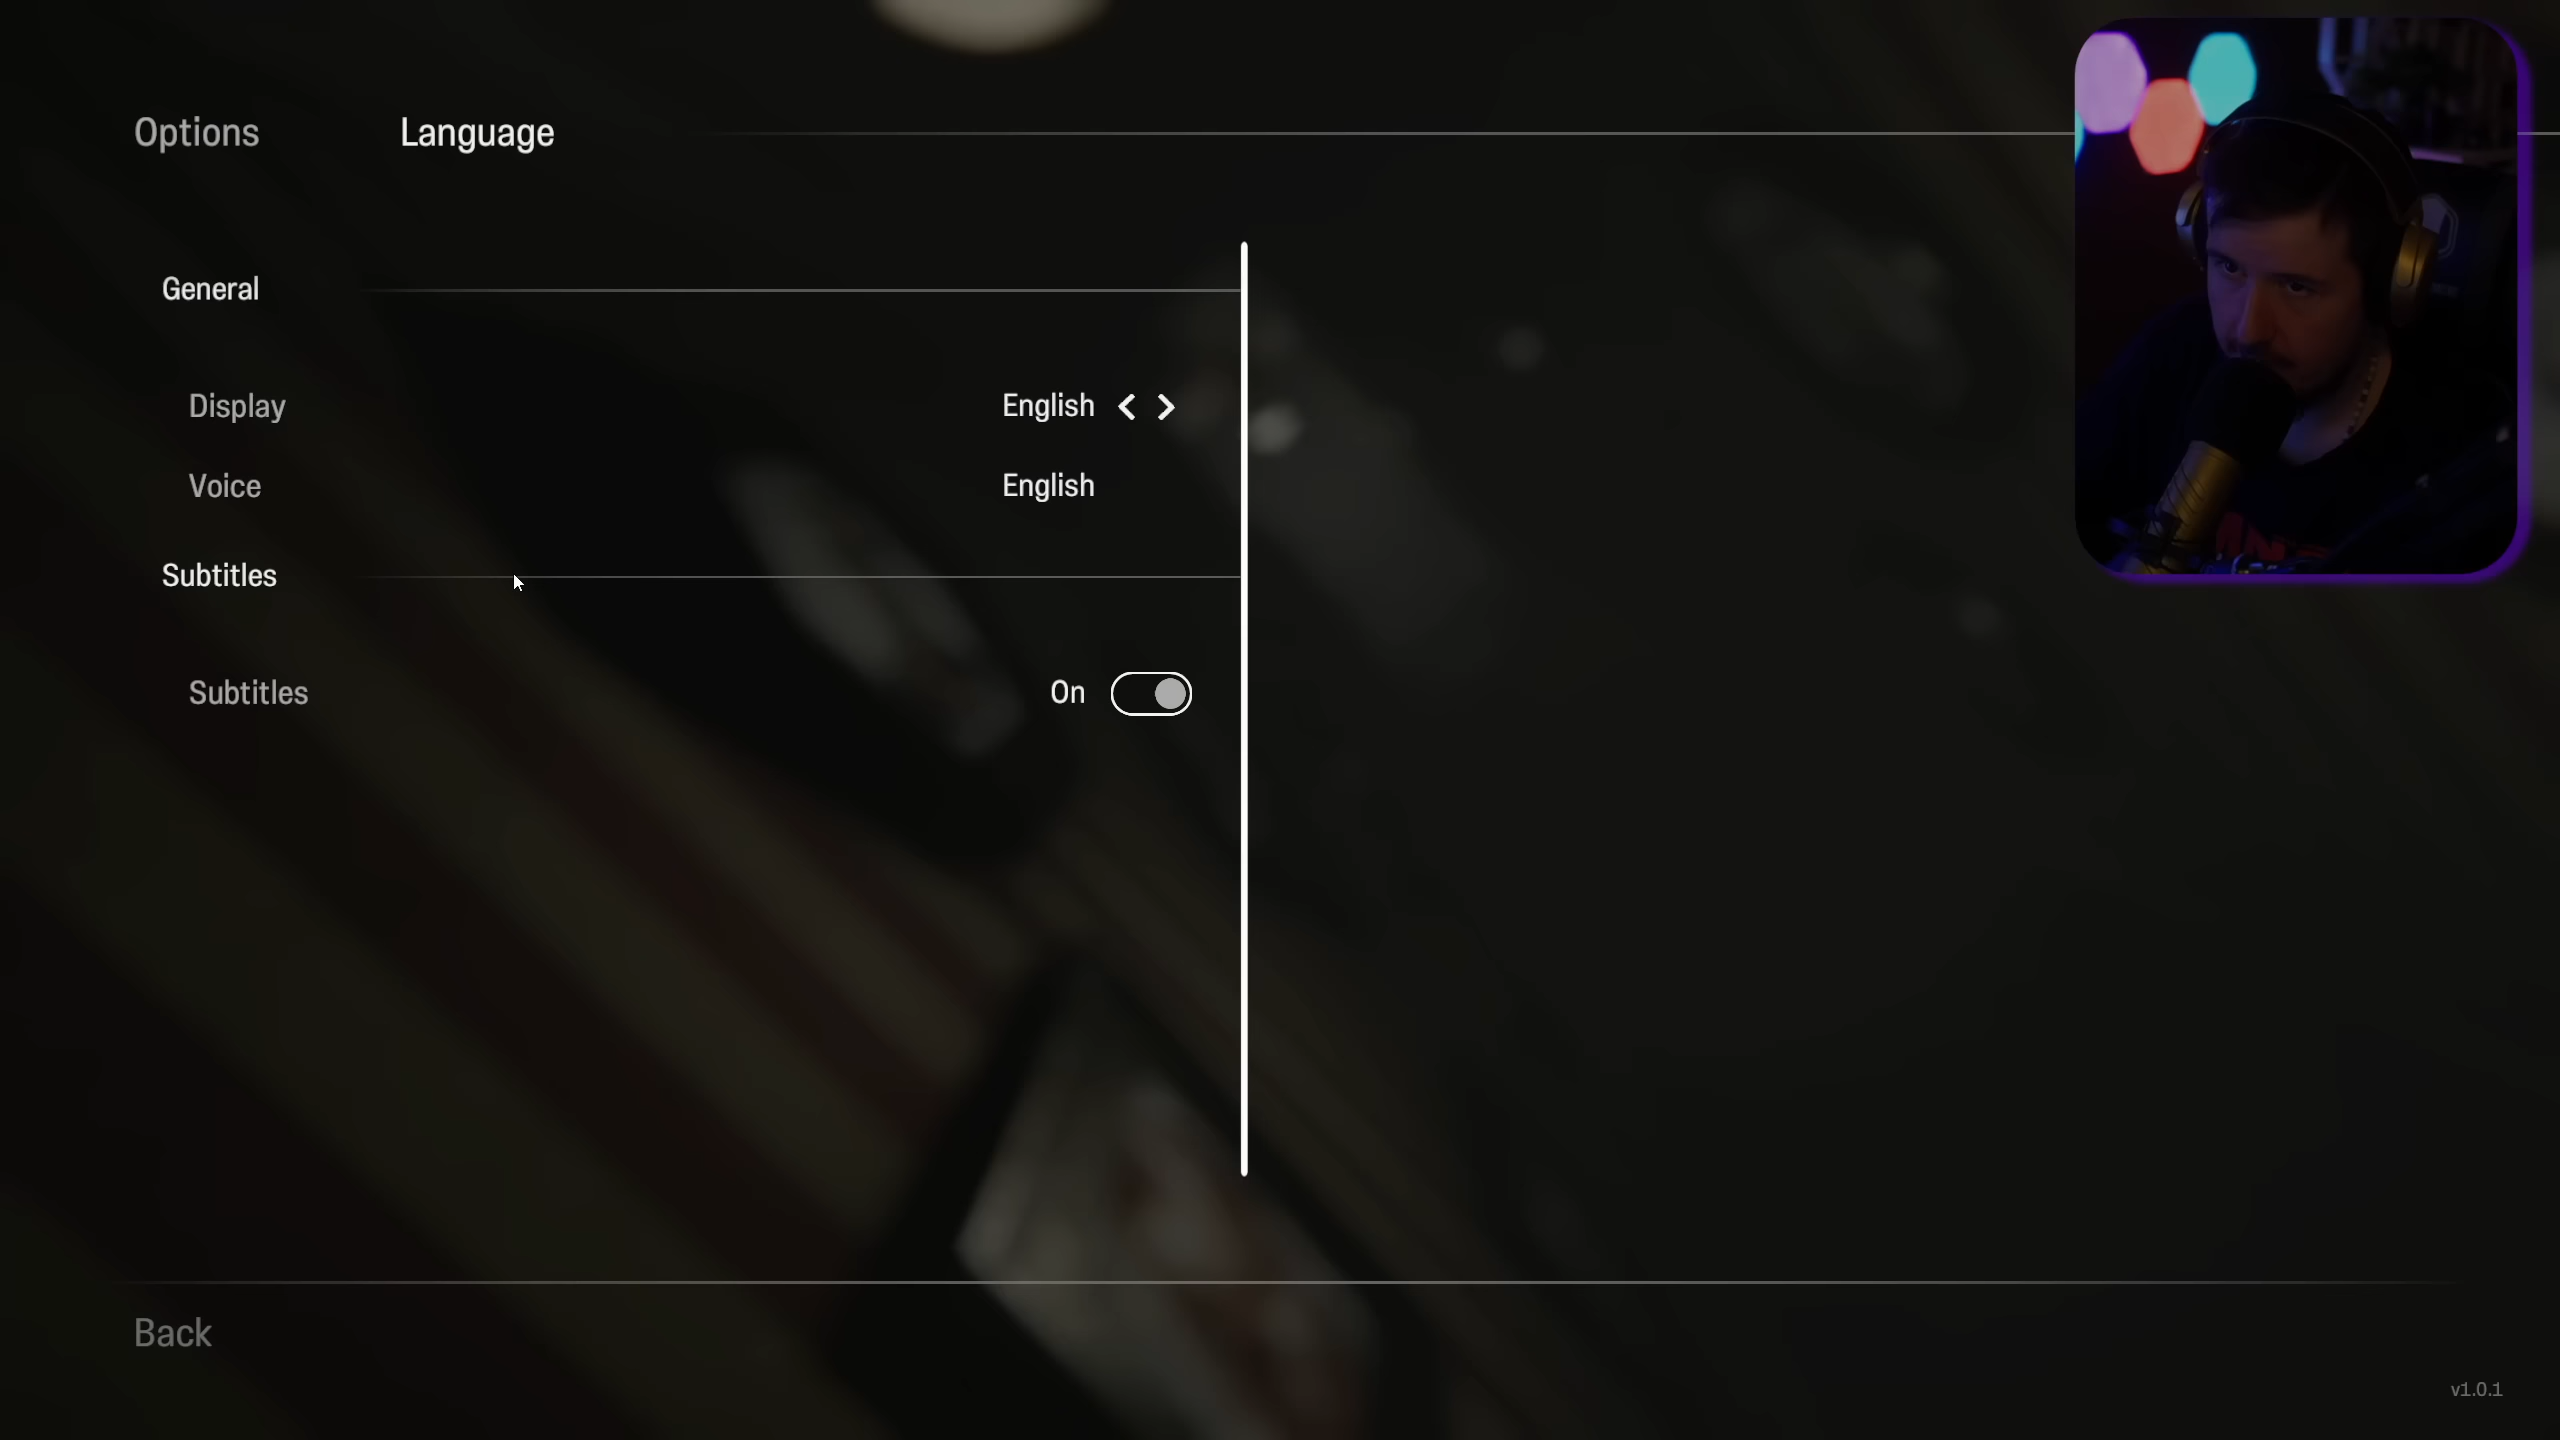 Options Language
General
Display English
Voice English
Subtitles
Subtitles On
Back
v1.0.1